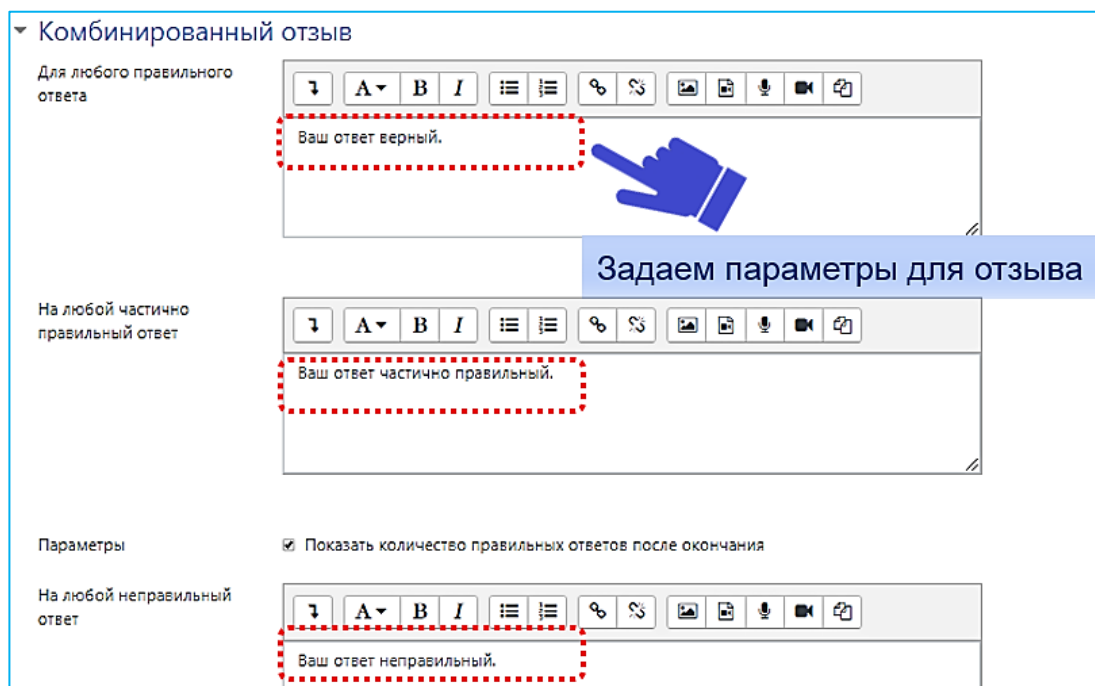 Комбинированный отзыв
Для любого правильного
ответа
A B I
Ваш ответ верный.
Задаем параметры для отзыва
На любой частично
правильный ответ
A B I
Ваш ответ частично правильный.
Параметры
Показать количество правильных ответов после окончания
На любой неправильный
ответ
A B I
Ваш ответ неправильный.